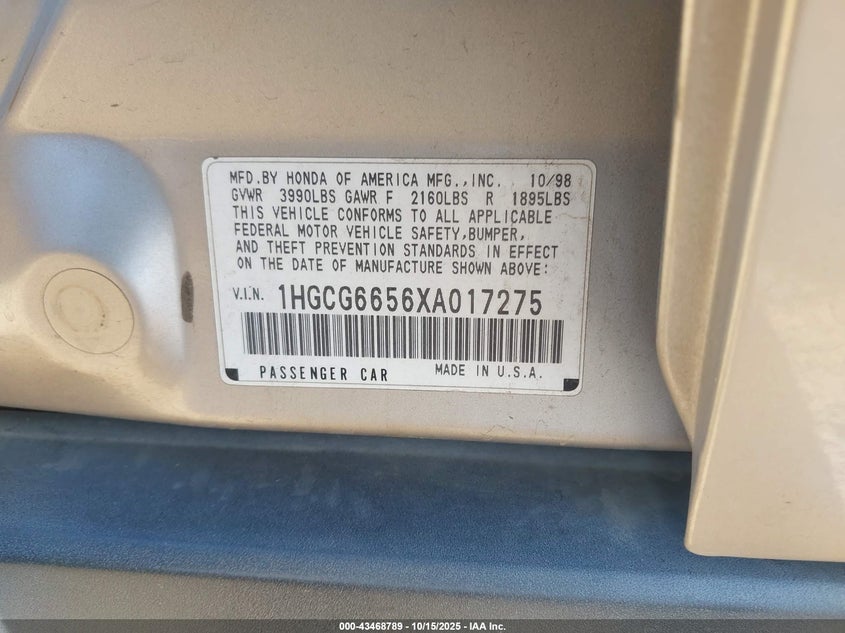 MFD.BY HONDA OF AMERICA MFG.,INC. 10/98
GVWR 3990LBS GAWR F 2160LBS R 1895LBS
THIS VEHICLE CONFORMS TO ALL APPLICABLE
FEDERAL MOTOR VEHICLE SAFETY,BUMPER,
AND THEFT PREVENTION STANDARDS IN EFFECT
ON THE DATE OF MANUFACTURE SHOWN ABOVE:
V.I.N. 1HGCG6656XA017275
PASSENGER CAR MADE IN U.S.A.
000-43468789 - 10/15/2025 - IAA Inc.